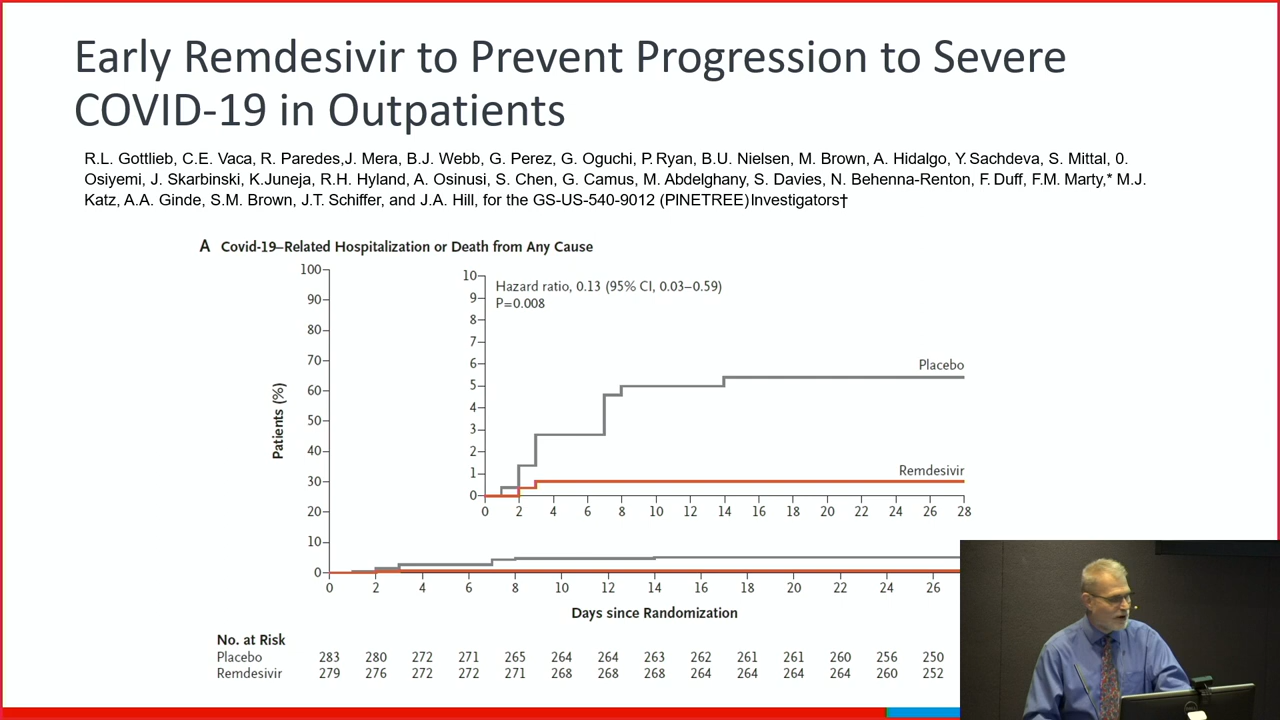 Early Remdesivir to Prevent Progression to Severe
COVID-19 in Outpatients
R.L. Gottlieb, C.E. Vaca, R. Paredes,J. Mera, B.J. Webb, G. Perez, G. Oguchi, P. Ryan, B.U. Nielsen, M. Brown, A. Hidalgo, Y. Sachdeva, S. Mittal, 0.
Osiyemi, J. Skarbinski, K.Juneja, R.H. Hyland, A. Osinusi, S. Chen, G. Camus, M. Abdelghany, S. Davies, N. Behenna-Renton, F. Duff, F.M. Marty,* M.J.
Katz, A.A. Ginde, S.M. Brown, J.T. Schiffer, and J.A. Hill, for the GS-US-540-9012 (PINETREE) Investigators†
A Covid-19–Related Hospitalization or Death from Any Cause
Patients (%)
100
90
80
70
60
50
40
30
20
10
0
10
9
8
7
6
5
4
3
2
1
0
Hazard ratio, 0.13 (95% CI, 0.03–0.59)
P=0.008
Placebo
Remdesivir
0 2 4 6 8 10 12 14 16 18 20 22 24 26 28
0 2 4 6 8 10 12 14 16 18 20 22 24 26
Days since Randomization
No. at Risk
Placebo 283 280 272 271 265 264 264 263 262 261 261 260 256 250
Remdesivir 279 276 272 272 271 268 268 268 264 264 264 264 260 252